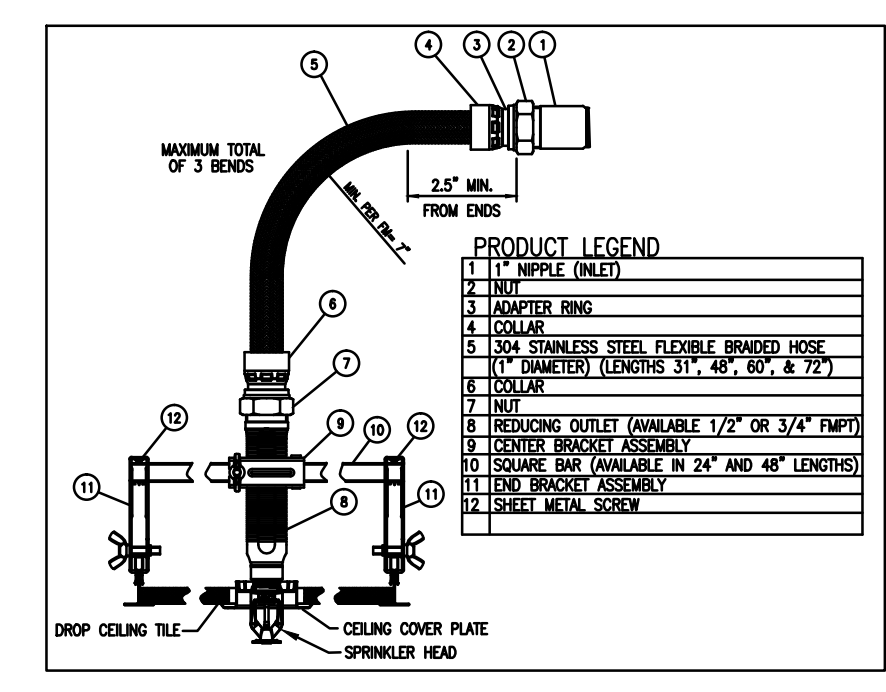 4 3 2 1
5
MAXIMUM TOTAL
OF 3 BENDS
2.5" MIN.
FROM ENDS
MIN. PER FM= 7"
PRODUCT LEGEND
1 1" NIPPLE (INLET)
2 NUT
3 ADAPTER RING
4 COLLAR
5 304 STAINLESS STEEL FLEXIBLE BRAIDED HOSE
(1" DIAMETER) (LENGTHS 31", 48", 60", & 72")
6 COLLAR
7 NUT
8 REDUCING OUTLET (AVAILABLE 1/2" OR 3/4" FMPT)
9 CENTER BRACKET ASSEMBLY
10 SQUARE BAR (AVAILABLE IN 24" AND 48" LENGTHS)
11 END BRACKET ASSEMBLY
12 SHEET METAL SCREW
6
7
12 9 10 12
11 11
8
DROP CEILING TILE
CEILING COVER PLATE
SPRINKLER HEAD